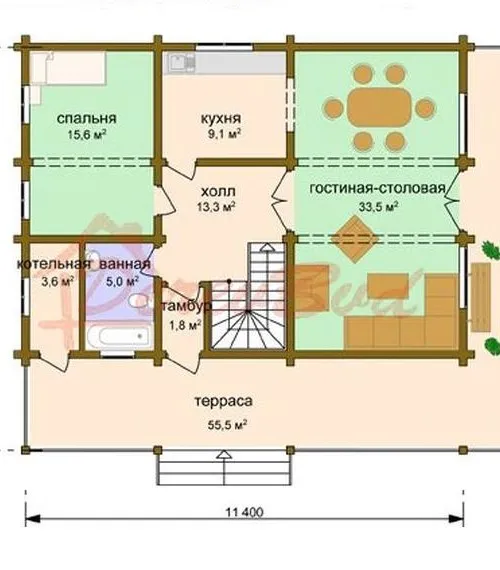 спальня
15,6 м²
кухня
9,1 м²
холл
13,3 м²
гостиная-столовая
33,5 м²
котельная
3,6 м²
ванная
5,0 м²
тамбур
1,8 м²
терраса
55,5 м²
11 400